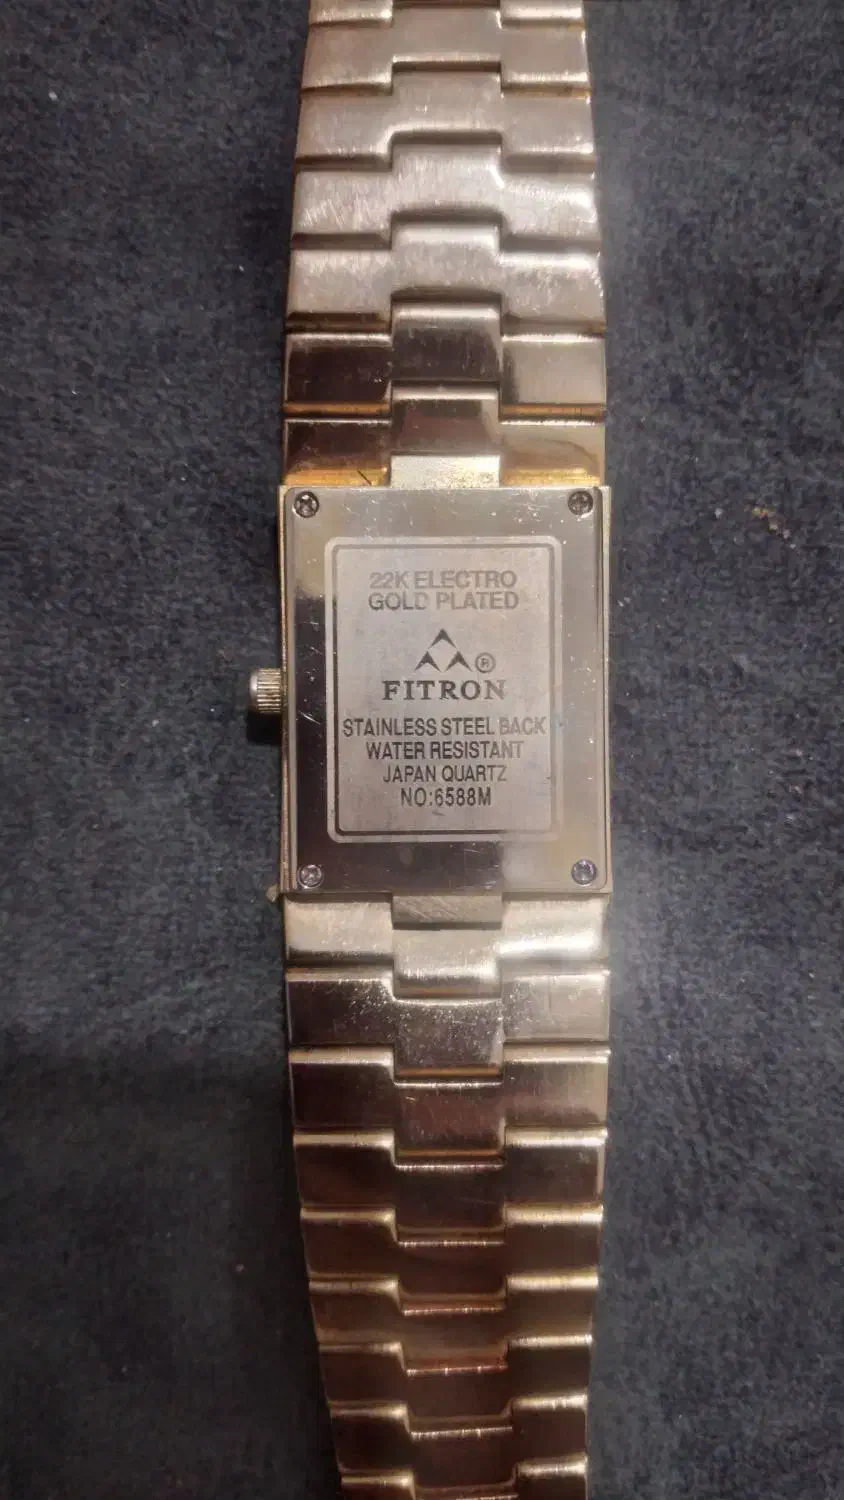 22K ELECTRO
GOLD PLATED
®
FITRON
STAINLESS STEEL BACK
WATER RESISTANT
JAPAN QUARTZ
NO:6588M